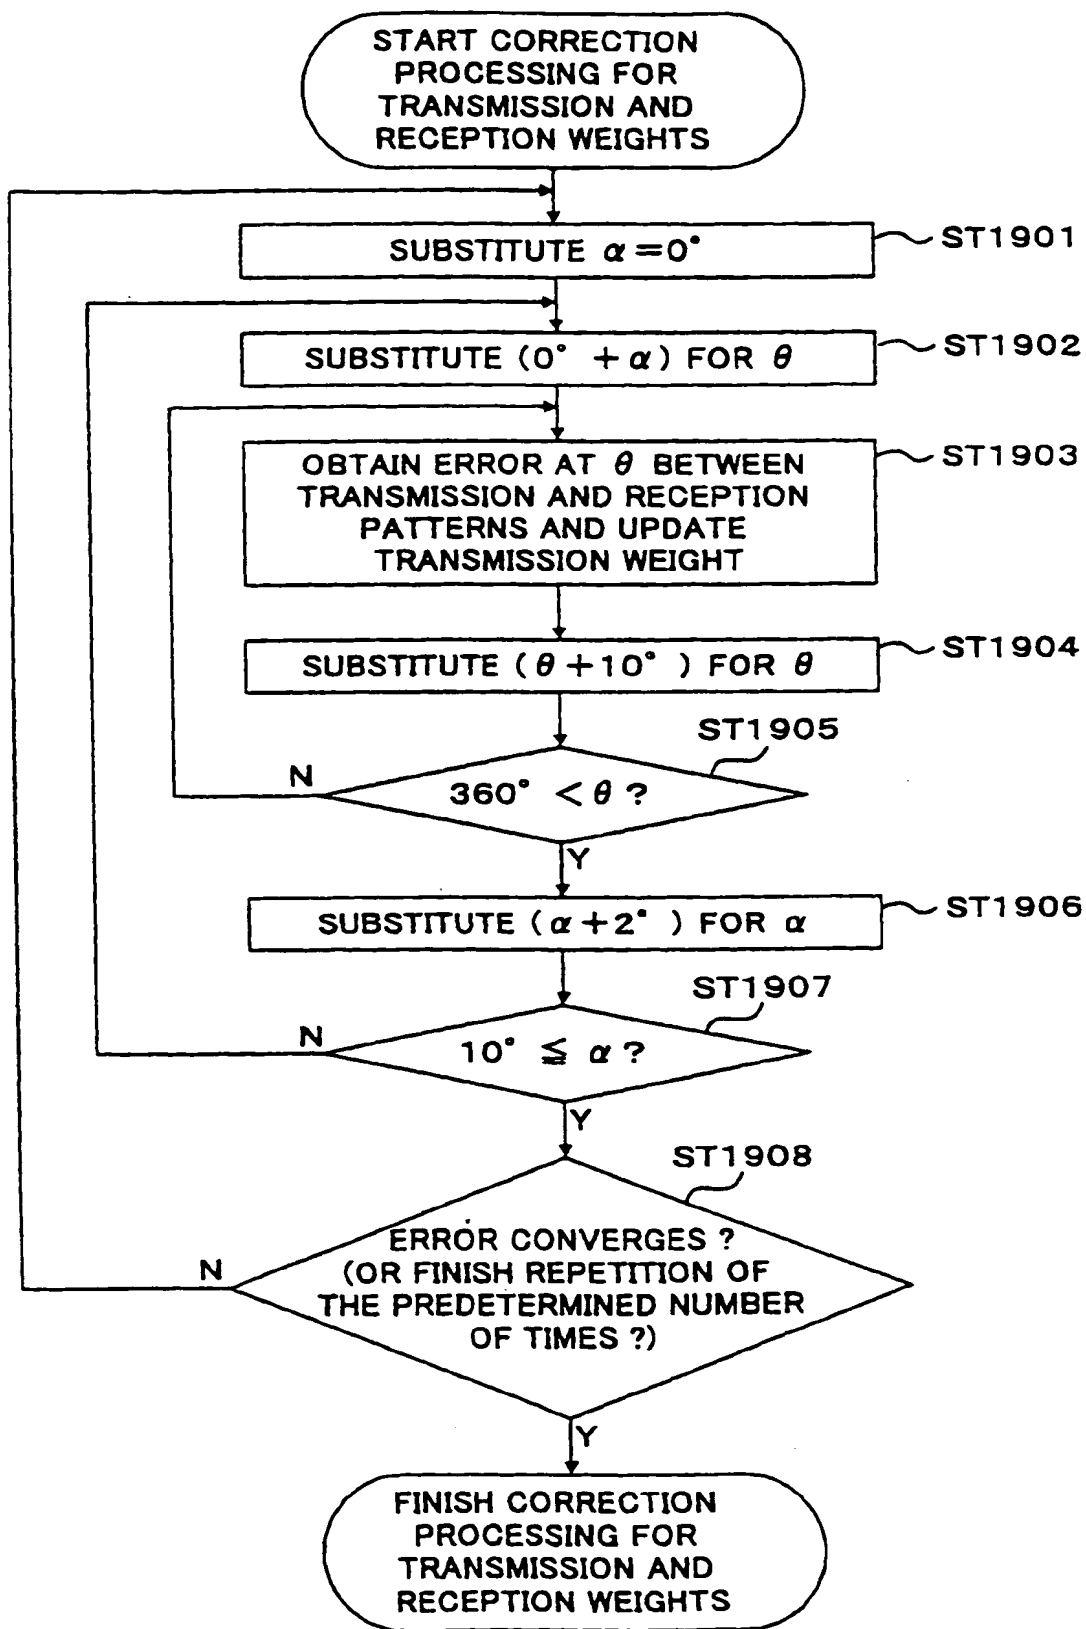 START CORRECTION
PROCESSING FOR
TRANSMISSION AND
RECEPTION WEIGHTS
SUBSTITUTE α=0°
ST1901
SUBSTITUTE (0° +α) FOR θ
ST1902
OBTAIN ERROR AT θ BETWEEN
TRANSMISSION AND RECEPTION
PATTERNS AND UPDATE
TRANSMISSION WEIGHT
ST1903
SUBSTITUTE (θ+10° ) FOR θ
ST1904
ST1905
N
360° <θ ?
Y
SUBSTITUTE (α+2° ) FOR α
ST1906
ST1907
N
10° ≦ α ?
Y
ST1908
N
ERROR CONVERGES ?
(OR FINISH REPETITION OF
THE PREDETERMINED NUMBER
OF TIMES ?)
Y
FINISH CORRECTION
PROCESSING FOR
TRANSMISSION AND
RECEPTION WEIGHTS